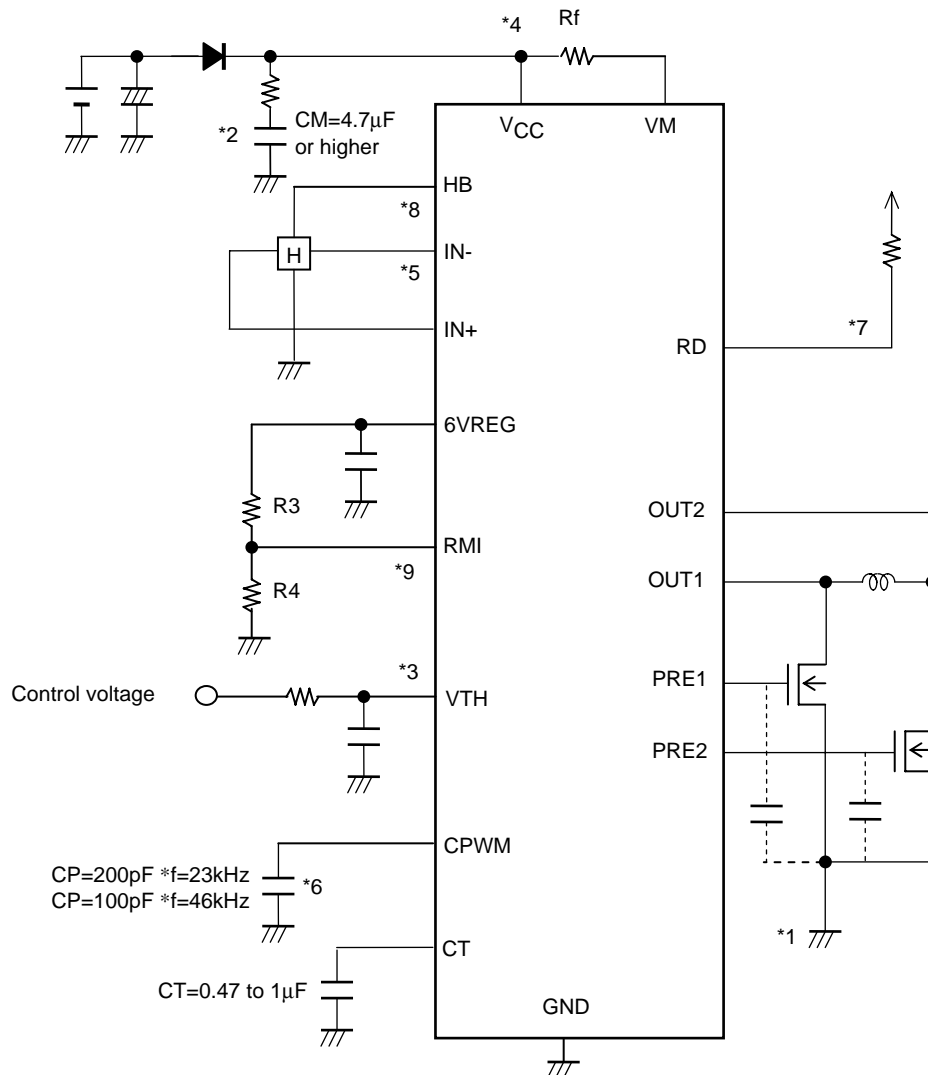 *4
Rf
VCC
VM
*2
CM=4.7μF
or higher
HB
*8
H
IN-
*5
IN+
RD
*7
6VREG
R3
RMI
*9
R4
OUT2
OUT1
Control voltage
*3
VTH
PRE1
PRE2
CPWM
CP=200pF *f=23kHz
CP=100pF *f=46kHz
*6
*1
CT
CT=0.47 to 1μF
GND